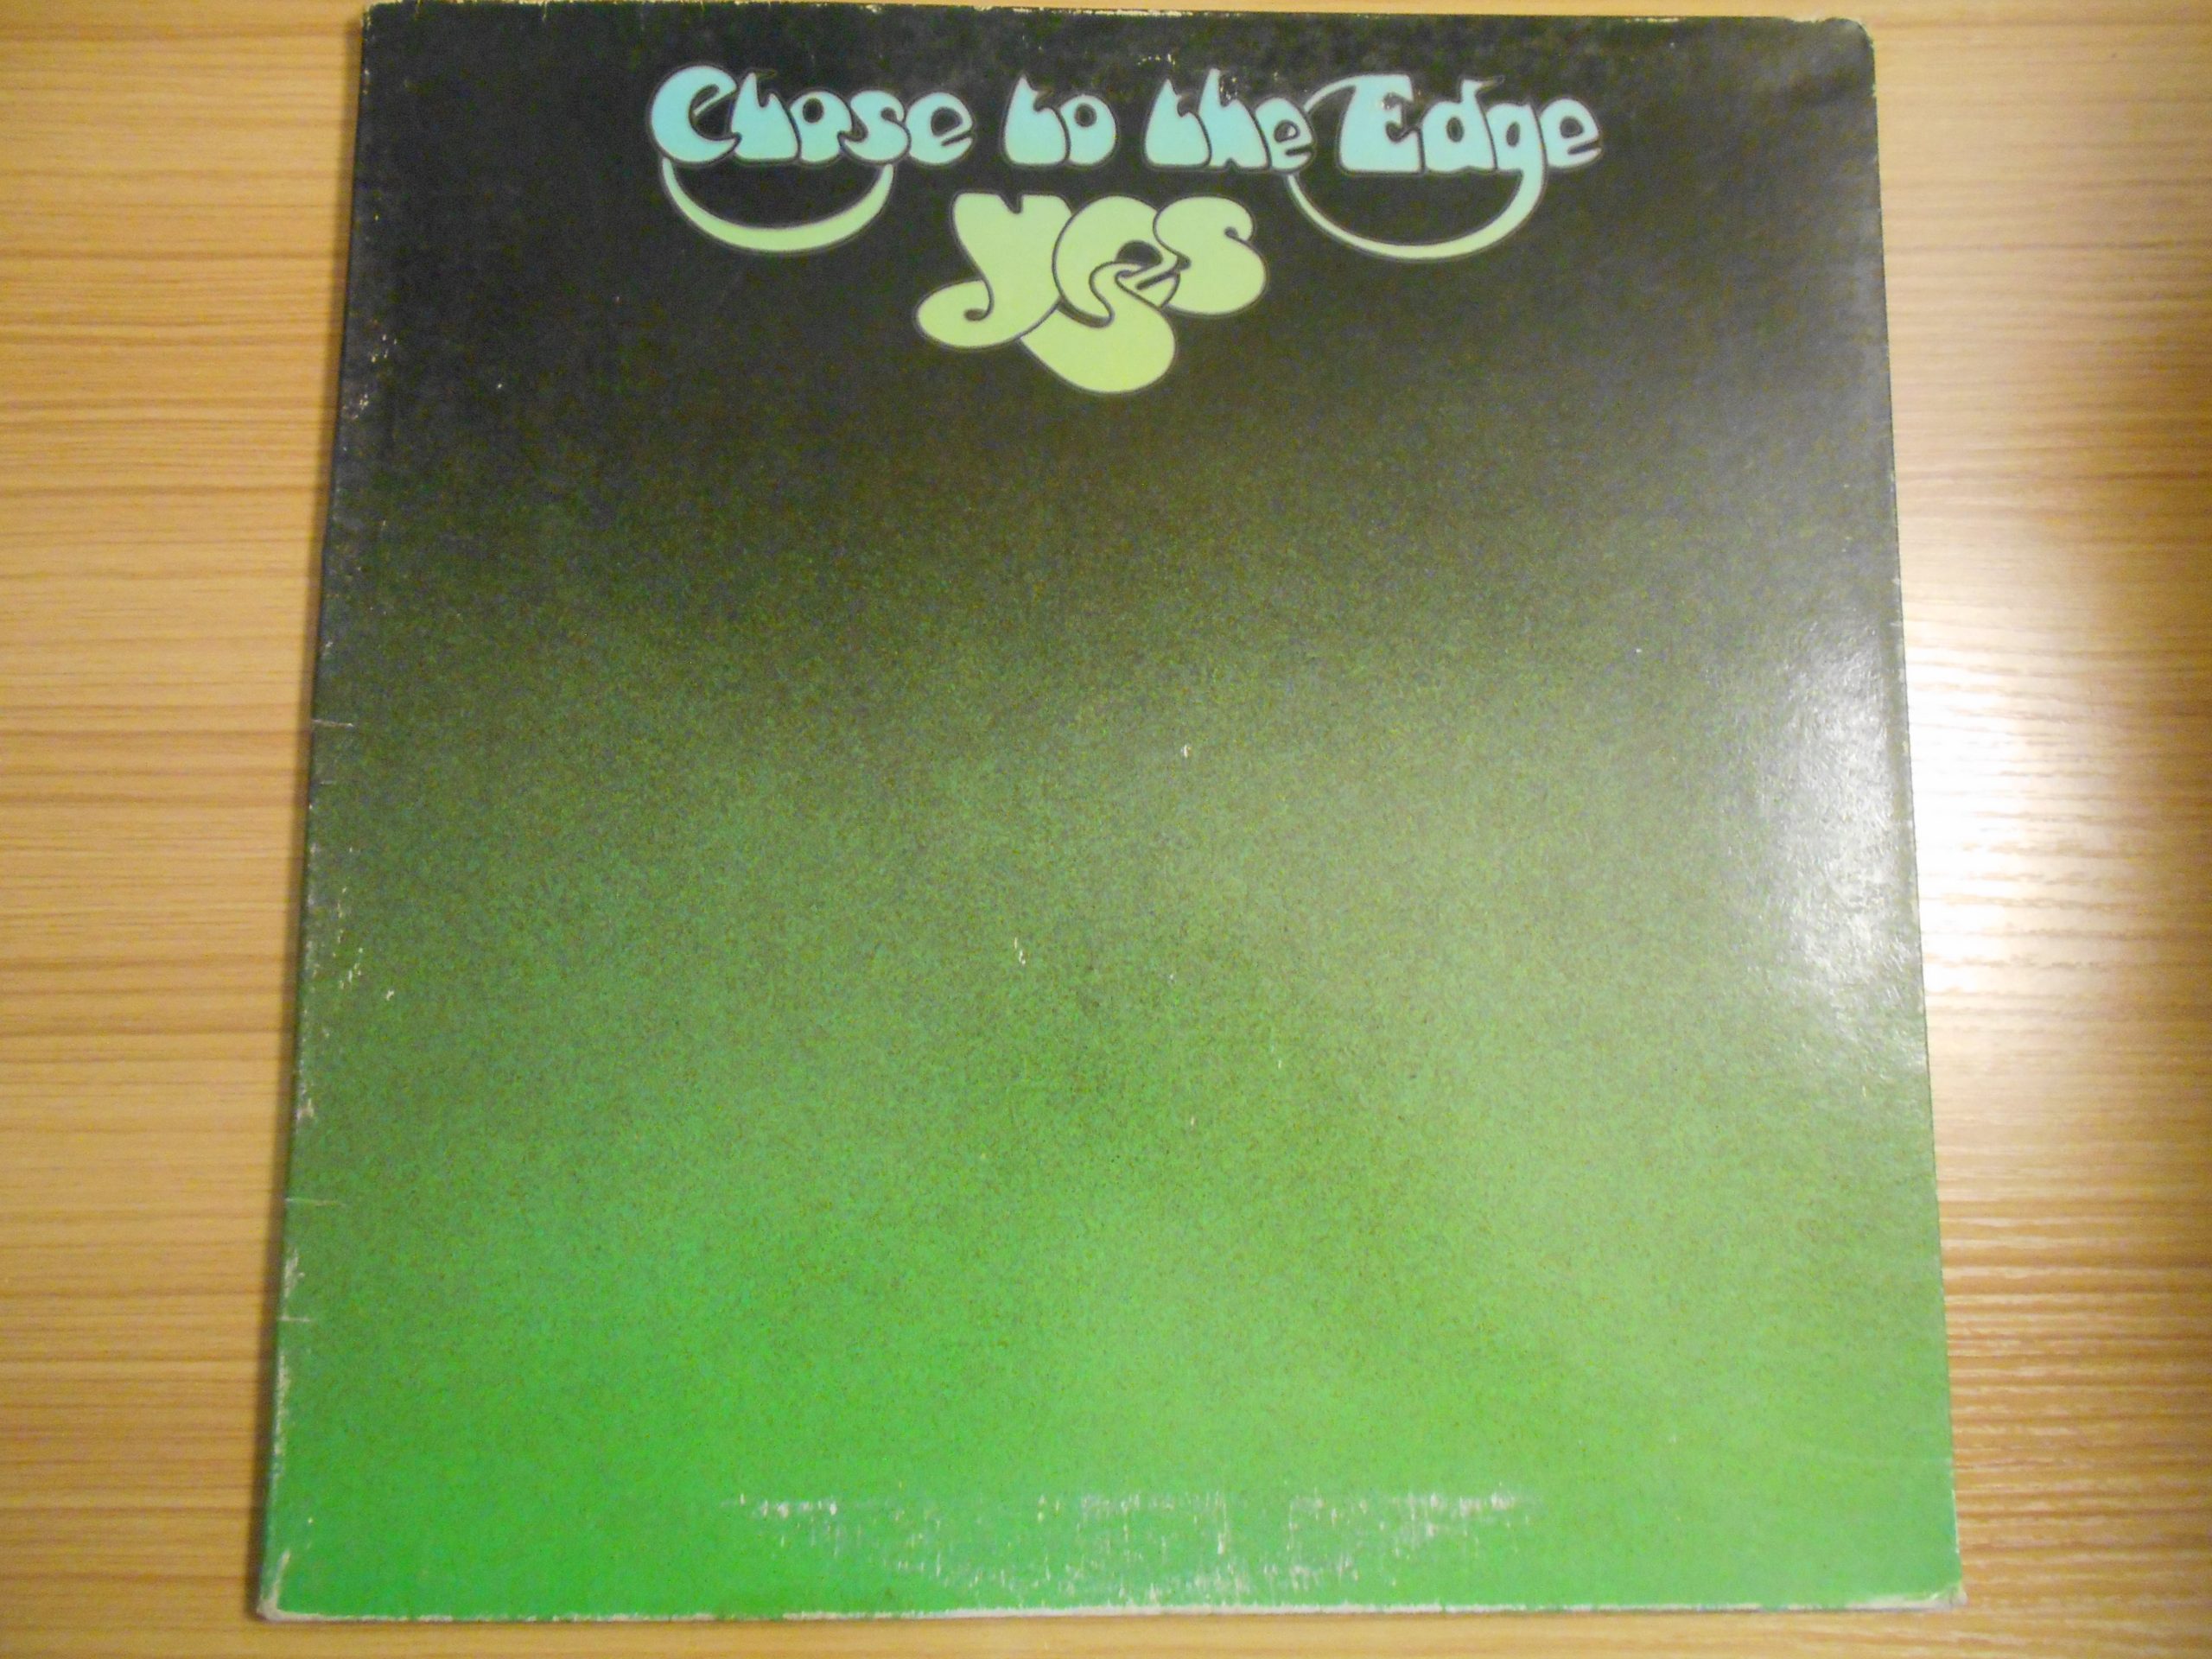 Close to the Edge
yes